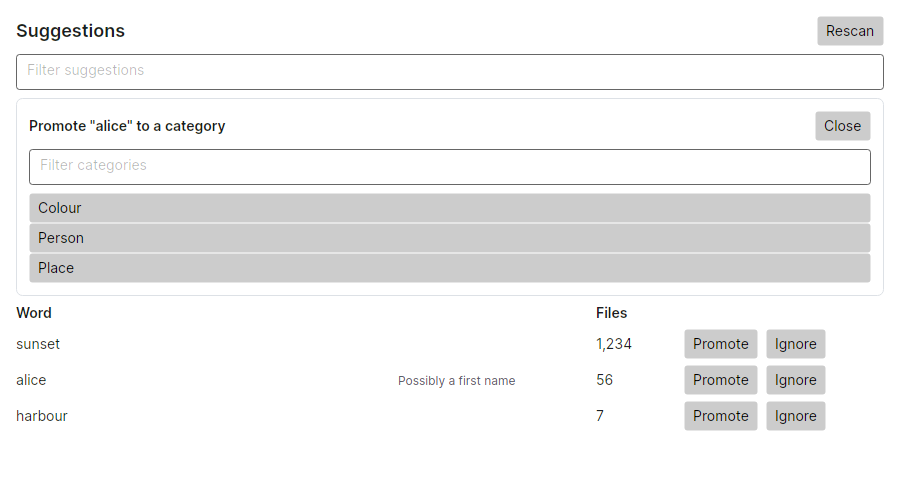 Suggestions Rescan
Filter suggestions
Promote "alice" to a category Close
Filter categories
Colour
Person
Place
Word Files
sunset 1,234 Promote Ignore
alice Possibly a first name 56 Promote Ignore
harbour 7 Promote Ignore